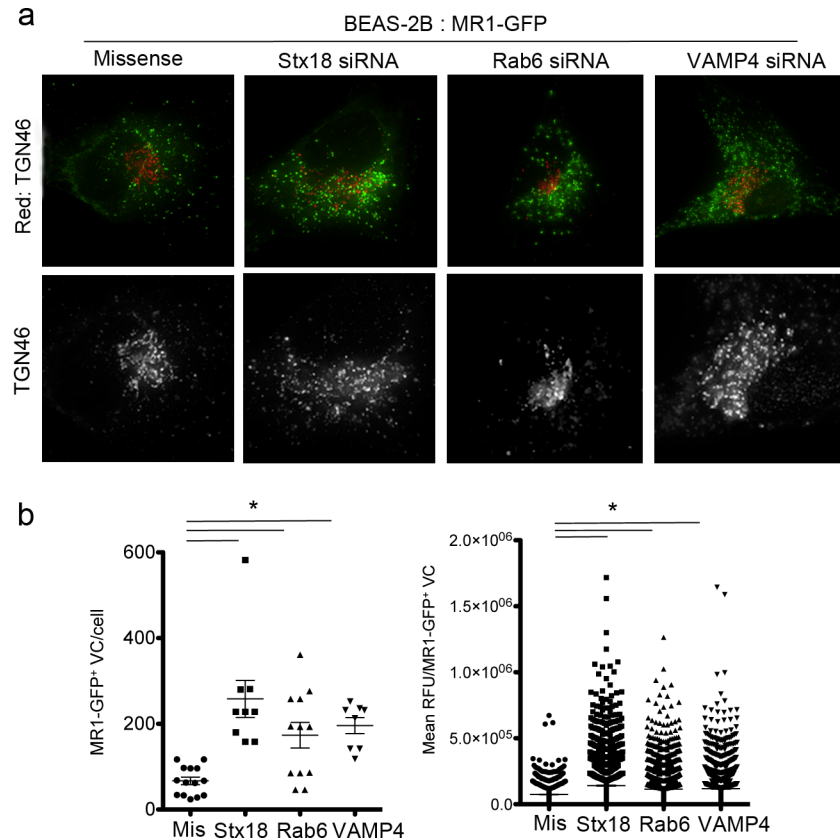 a
BEAS-2B : MR1-GFP
Missense Stx18 siRNA Rab6 siRNA VAMP4 siRNA
Red: TGN46
TGN46
b
*
MR1-GFP⁺ VC/cell
600
400
200
0
Mis Stx18 Rab6 VAMP4
*
Mean RFU/MR1-GFP⁺ VC
2.0×10⁰⁶
1.5×10⁰⁶
1.0×10⁰⁶
5.0×10⁰⁵
0.0
Mis Stx18 Rab6 VAMP4